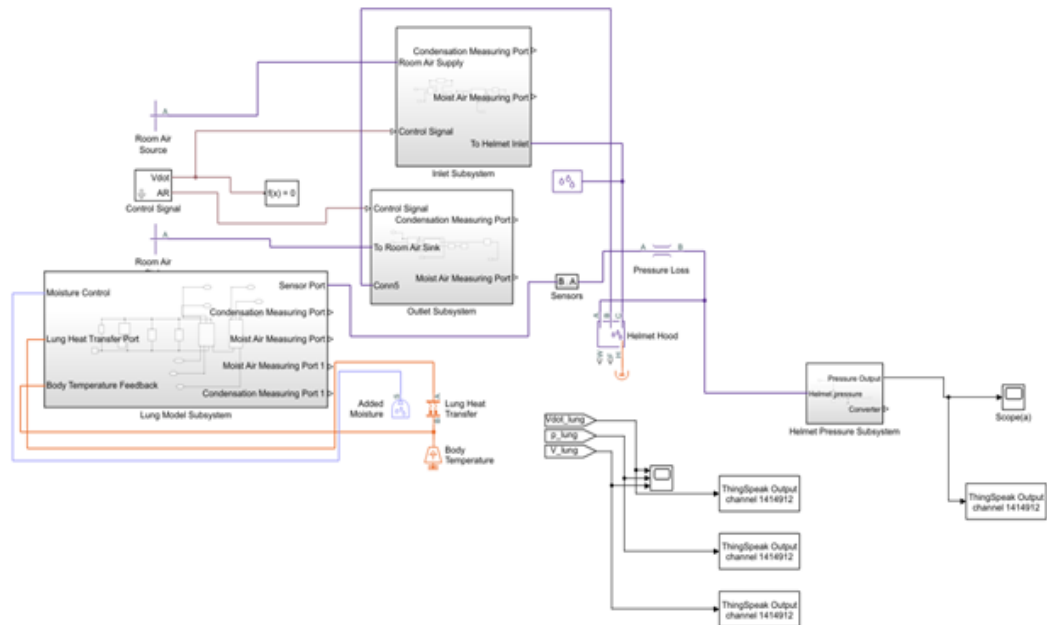 Condensation Measuring Port
Room Air Supply
Moist Air Measuring Port
Control Signal
To Helmet Inlet
Inlet Subsystem
A
Room Air
Source
Vdot
AR
Control Signal
f(x) = 0
A
Room Air
Control Signal
Condensation Measuring Port
To Room Air Sink
Moist Air Measuring Port
Conn5
Outlet Subsystem
Moisture Control
Sensor Port
Condensation Measuring Port
Lung Heat Transfer Port
Moist Air Measuring Port
Moist Air Measuring Port 1
Body Temperature Feedback
Condensation Measuring Port 1
Lung Model Subsystem
Added
Moisture
Lung Heat
Transfer
Body
Temperature
B A
Sensors
A B
Pressure Loss
A B C
Helmet Hood
H
Pressure Output
Helmet pressure
Converter
Helmet Pressure Subsystem
Scope(a)
Vdot_lung
p_lung
V_lung
ThingSpeak Output
channel 1414912
ThingSpeak Output
channel 1414912
ThingSpeak Output
channel 1414912
ThingSpeak Output
channel 1414912